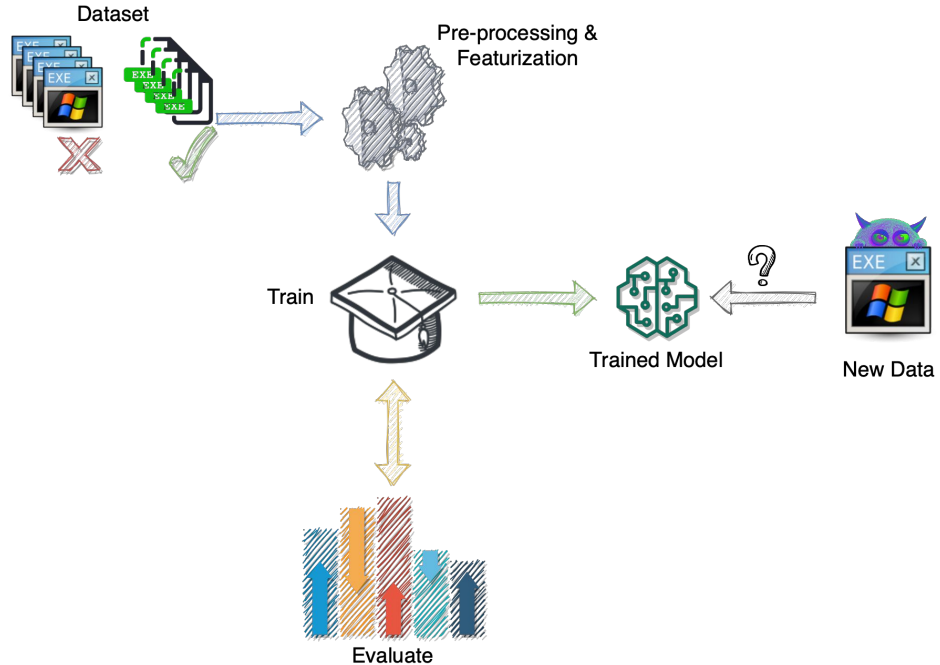 Dataset
EXE
EXE
EXE
EXE
EXE
EXE
EXE
EXE
Pre-processing &
Featurization
Train
?
EXE
Trained Model
New Data
Evaluate